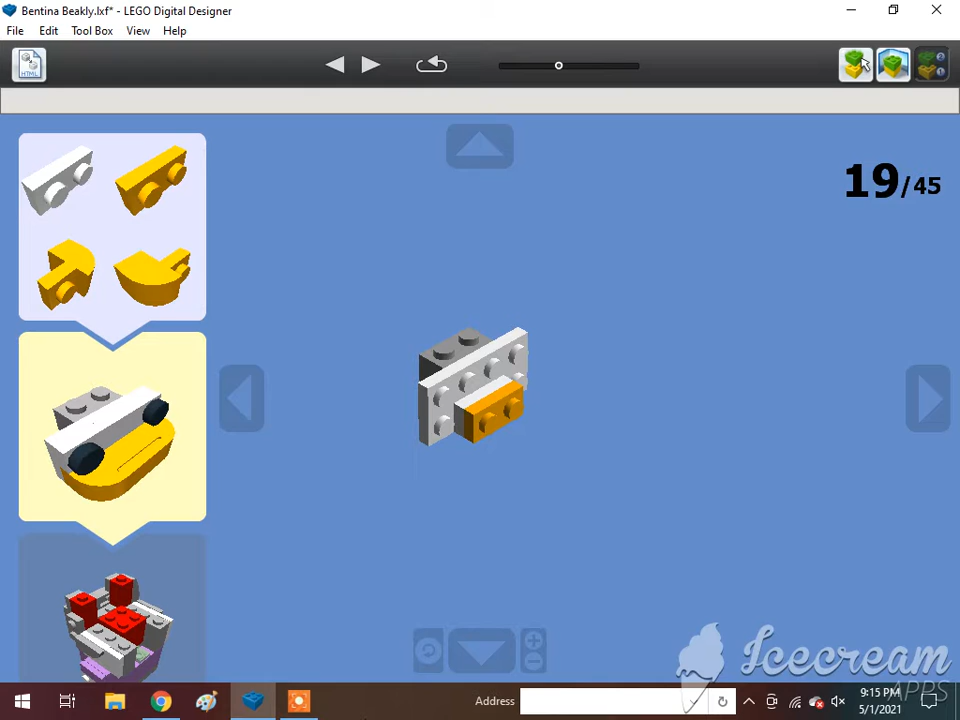 Bentina Beakly.lxf* - LEGO Digital Designer
File Edit Tool Box View Help
HTML
19/45
Icecream
APPS
Address
9:15 PM
5/1/2021